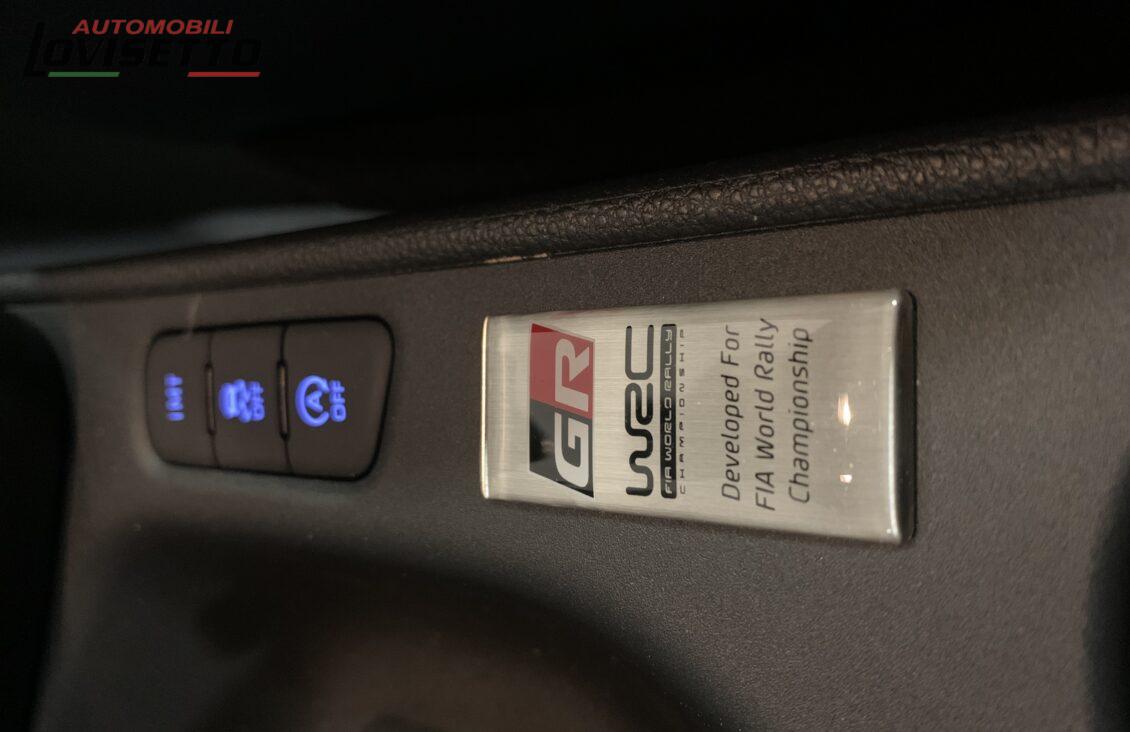 AUTOMOBILI
LOVISETTO
iMT
OFF
A
OFF
GR
WRC
FIA WORLD RALLY
CHAMPIONSHIP
Developed For
FIA World Rally
Championship